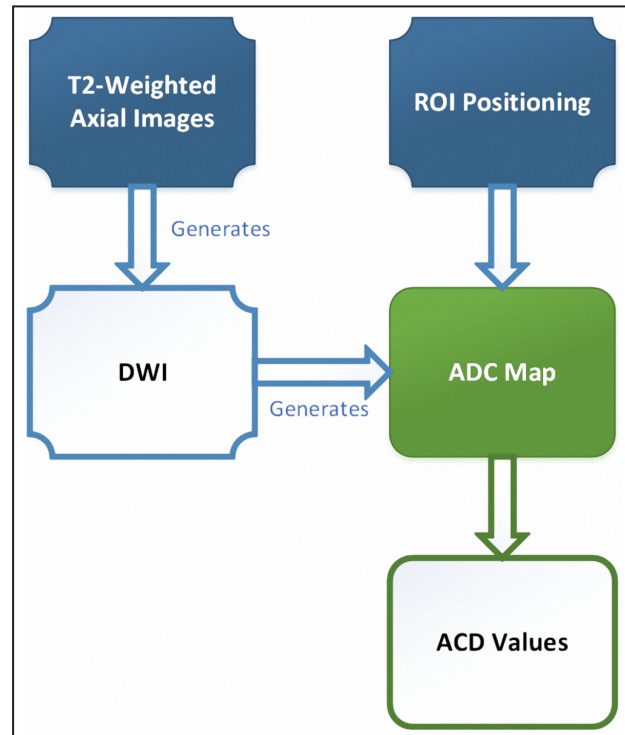 T2-Weighted
Axial Images
ROI Positioning
Generates
DWI
ADC Map
Generates
ACD Values